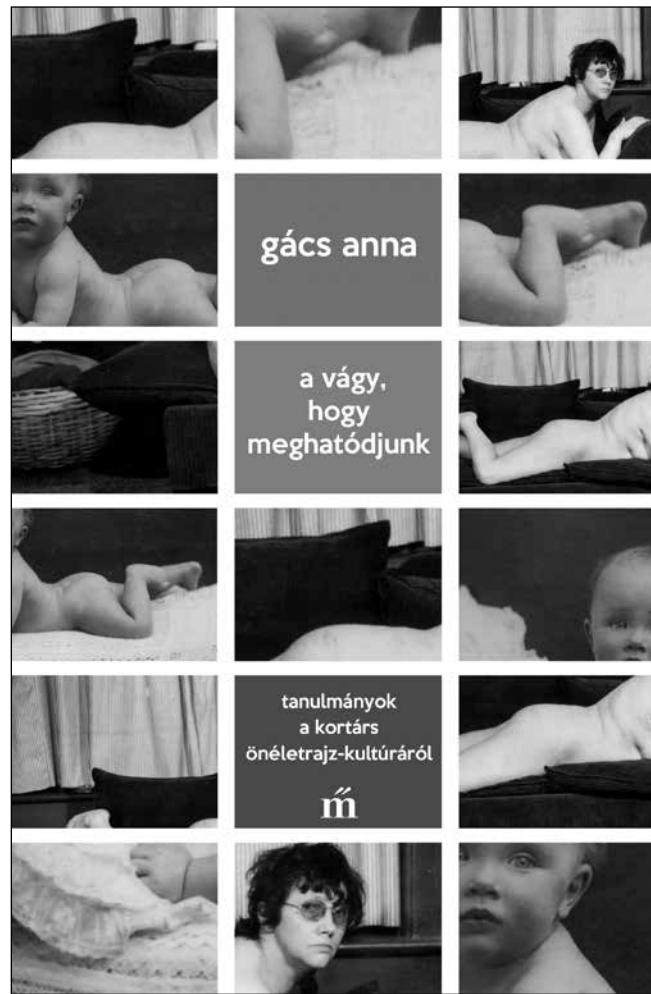 gács anna
a vágy,
hogy
meghatódjunk
tanulmányok
a kortárs
önéletrajz-kultúráról
m̋